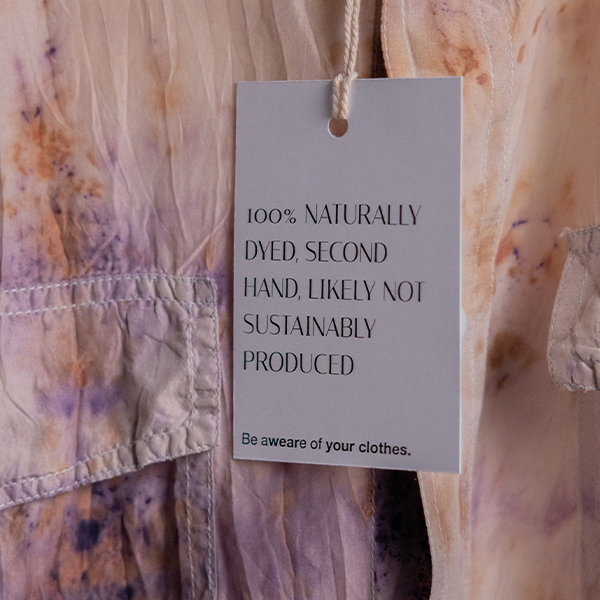 100% NATURALLY
DYED, SECOND
HAND, LIKELY NOT
SUSTAINABLY
PRODUCED
Be aweare of your clothes.